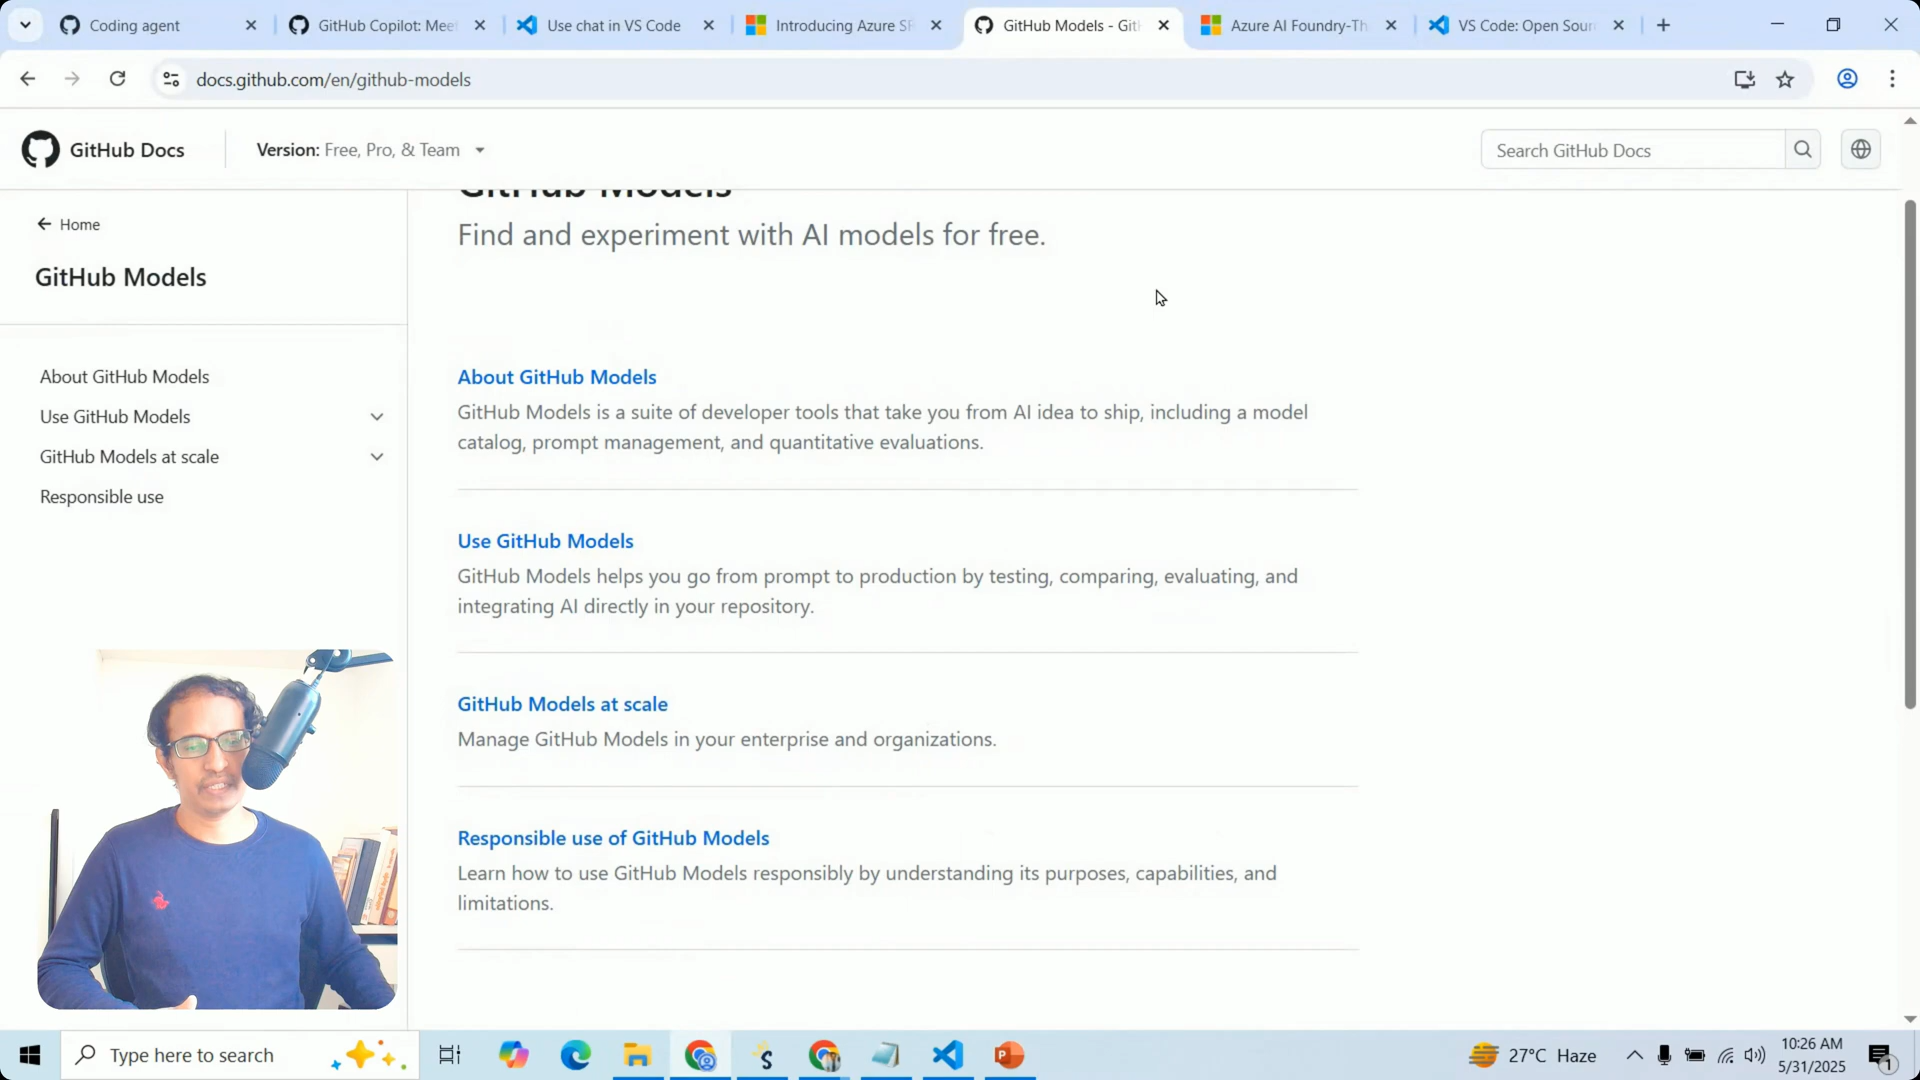 Coding agent
GitHub Copilot: Meet
Use chat in VS Code
Introducing Azure SR
GitHub Models - GitH
Azure AI Foundry-Th
VS Code: Open Sour
docs.github.com/en/github-models
GitHub Docs
Version: Free, Pro, & Team
Search GitHub Docs
Home
GitHub Models
About GitHub Models
Use GitHub Models
GitHub Models at scale
Responsible use
GitHub Models
Find and experiment with AI models for free.
About GitHub Models
GitHub Models is a suite of developer tools that take you from AI idea to ship, including a model
catalog, prompt management, and quantitative evaluations.
Use GitHub Models
GitHub Models helps you go from prompt to production by testing, comparing, evaluating, and
integrating AI directly in your repository.
GitHub Models at scale
Manage GitHub Models in your enterprise and organizations.
Responsible use of GitHub Models
Learn how to use GitHub Models responsibly by understanding its purposes, capabilities, and
limitations.
Type here to search
27°C Haze
10:26 AM
5/31/2025
1